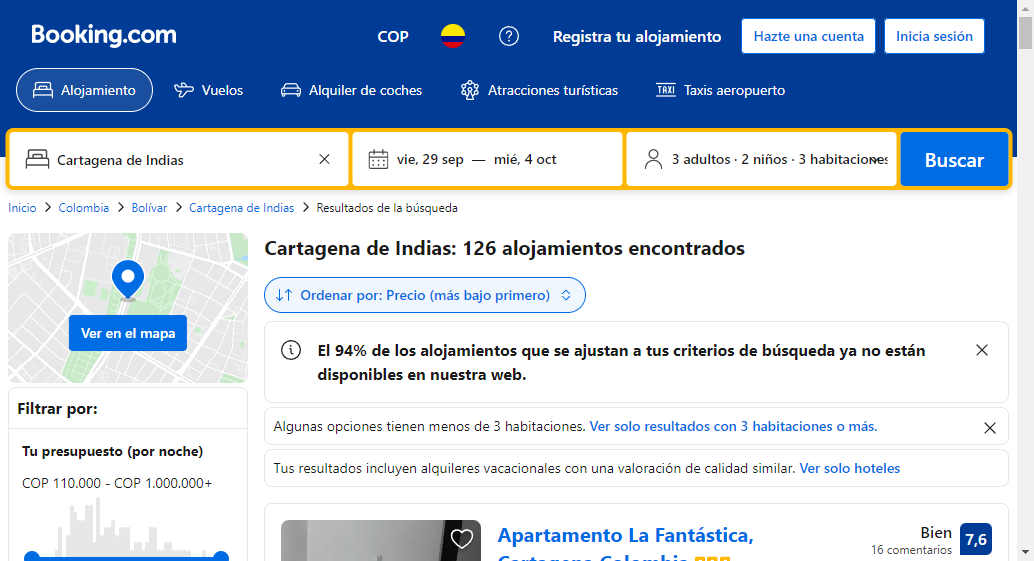 Booking.com
COP
Registra tu alojamiento
Hazte una cuenta
Inicia sesión
Alojamiento
Vuelos
Alquiler de coches
Atracciones turísticas
TAXI
Taxis aeropuerto
Cartagena de Indias
vie, 29 sep — mié, 4 oct
3 adultos · 2 niños · 3 habitaciones
Buscar
Inicio > Colombia > Bolívar > Cartagena de Indias > Resultados de la búsqueda
Ver en el mapa
Filtrar por:
Tu presupuesto (por noche)
COP 110.000 - COP 1.000.000+
Cartagena de Indias: 126 alojamientos encontrados
Ordenar por: Precio (más bajo primero)
El 94% de los alojamientos que se ajustan a tus criterios de búsqueda ya no están
disponibles en nuestra web.
Algunas opciones tienen menos de 3 habitaciones. Ver solo resultados con 3 habitaciones o más.
Tus resultados incluyen alquileres vacacionales con una valoración de calidad similar. Ver solo hoteles
Apartamento La Fantástica,
Cartagena Colombia
Bien
16 comentarios
7,6